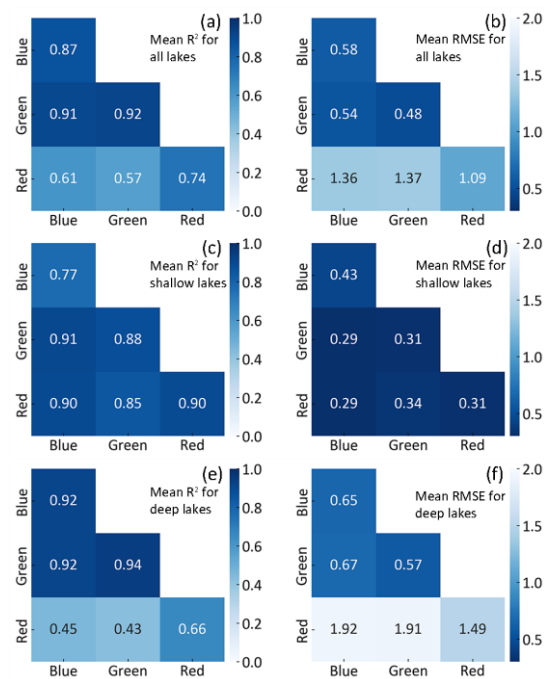 (a)
Mean R² for
all lakes
Blue
0.87
Green
0.91 0.92
Red
0.61 0.57 0.74
Blue Green Red
1.0
0.8
0.6
0.4
0.2
0.0
(b)
Mean RMSE for
all lakes
Blue
0.58
Green
0.54 0.48
Red
1.36 1.37 1.09
Blue Green Red
2.0
1.5
1.0
0.5
(c)
Mean R² for
shallow lakes
Blue
0.77
Green
0.91 0.88
Red
0.90 0.85 0.90
Blue Green Red
1.0
0.8
0.6
0.4
0.2
0.0
(d)
Mean RMSE for
shallow lakes
Blue
0.43
Green
0.29 0.31
Red
0.29 0.34 0.31
Blue Green Red
2.0
1.5
1.0
0.5
(e)
Mean R² for
deep lakes
Blue
0.92
Green
0.92 0.94
Red
0.45 0.43 0.66
Blue Green Red
1.0
0.8
0.6
0.4
0.2
0.0
(f)
Mean RMSE for
deep lakes
Blue
0.65
Green
0.67 0.57
Red
1.92 1.91 1.49
Blue Green Red
2.0
1.5
1.0
0.5